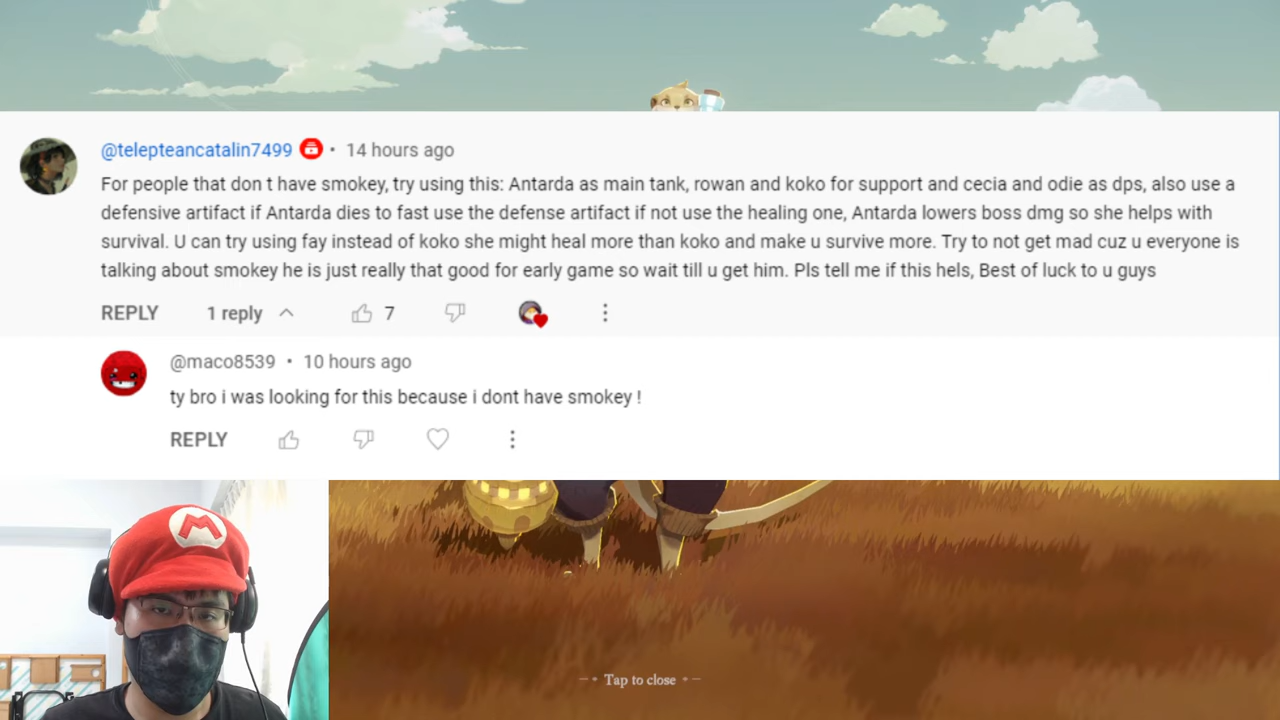 @telepteancatalin7499 • 14 hours ago
For people that don t have smokey, try using this: Antarda as main tank, rowan and koko for support and cecia and odie as dps, also use a
defensive artifact if Antarda dies to fast use the defense artifact if not use the healing one, Antarda lowers boss dmg so she helps with
survival. U can try using fay instead of koko she might heal more than koko and make u survive more. Try to not get mad cuz u everyone is
talking about smokey he is just really that good for early game so wait till u get him. Pls tell me if this hels, Best of luck to u guys
REPLY 1 reply 7
@maco8539 • 10 hours ago
ty bro i was looking for this because i dont have smokey !
REPLY
M
Tap to close